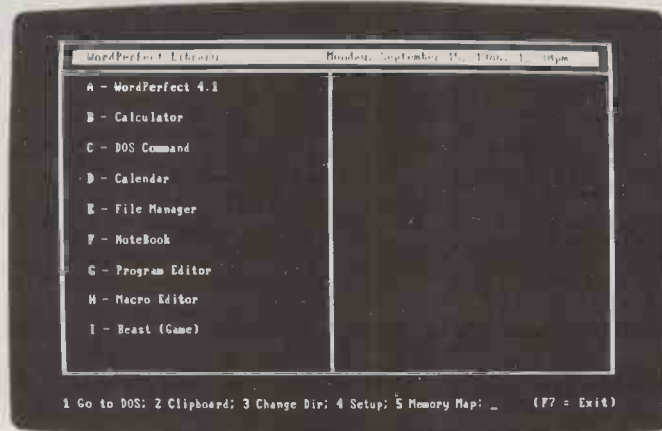 WordPerfect Library Monday, September 15,
A - WordPerfect 4.1
B - Calculator
C - DOS Command
D - Calendar
E - File Manager
F - NoteBook
G - Program Editor
H - Macro Editor
I - Beast (Game)
1 Go to DOS; 2 Clipboard; 3 Change Dir; 4 Setup; 5 Memory Map: _ (F7 = Exit)